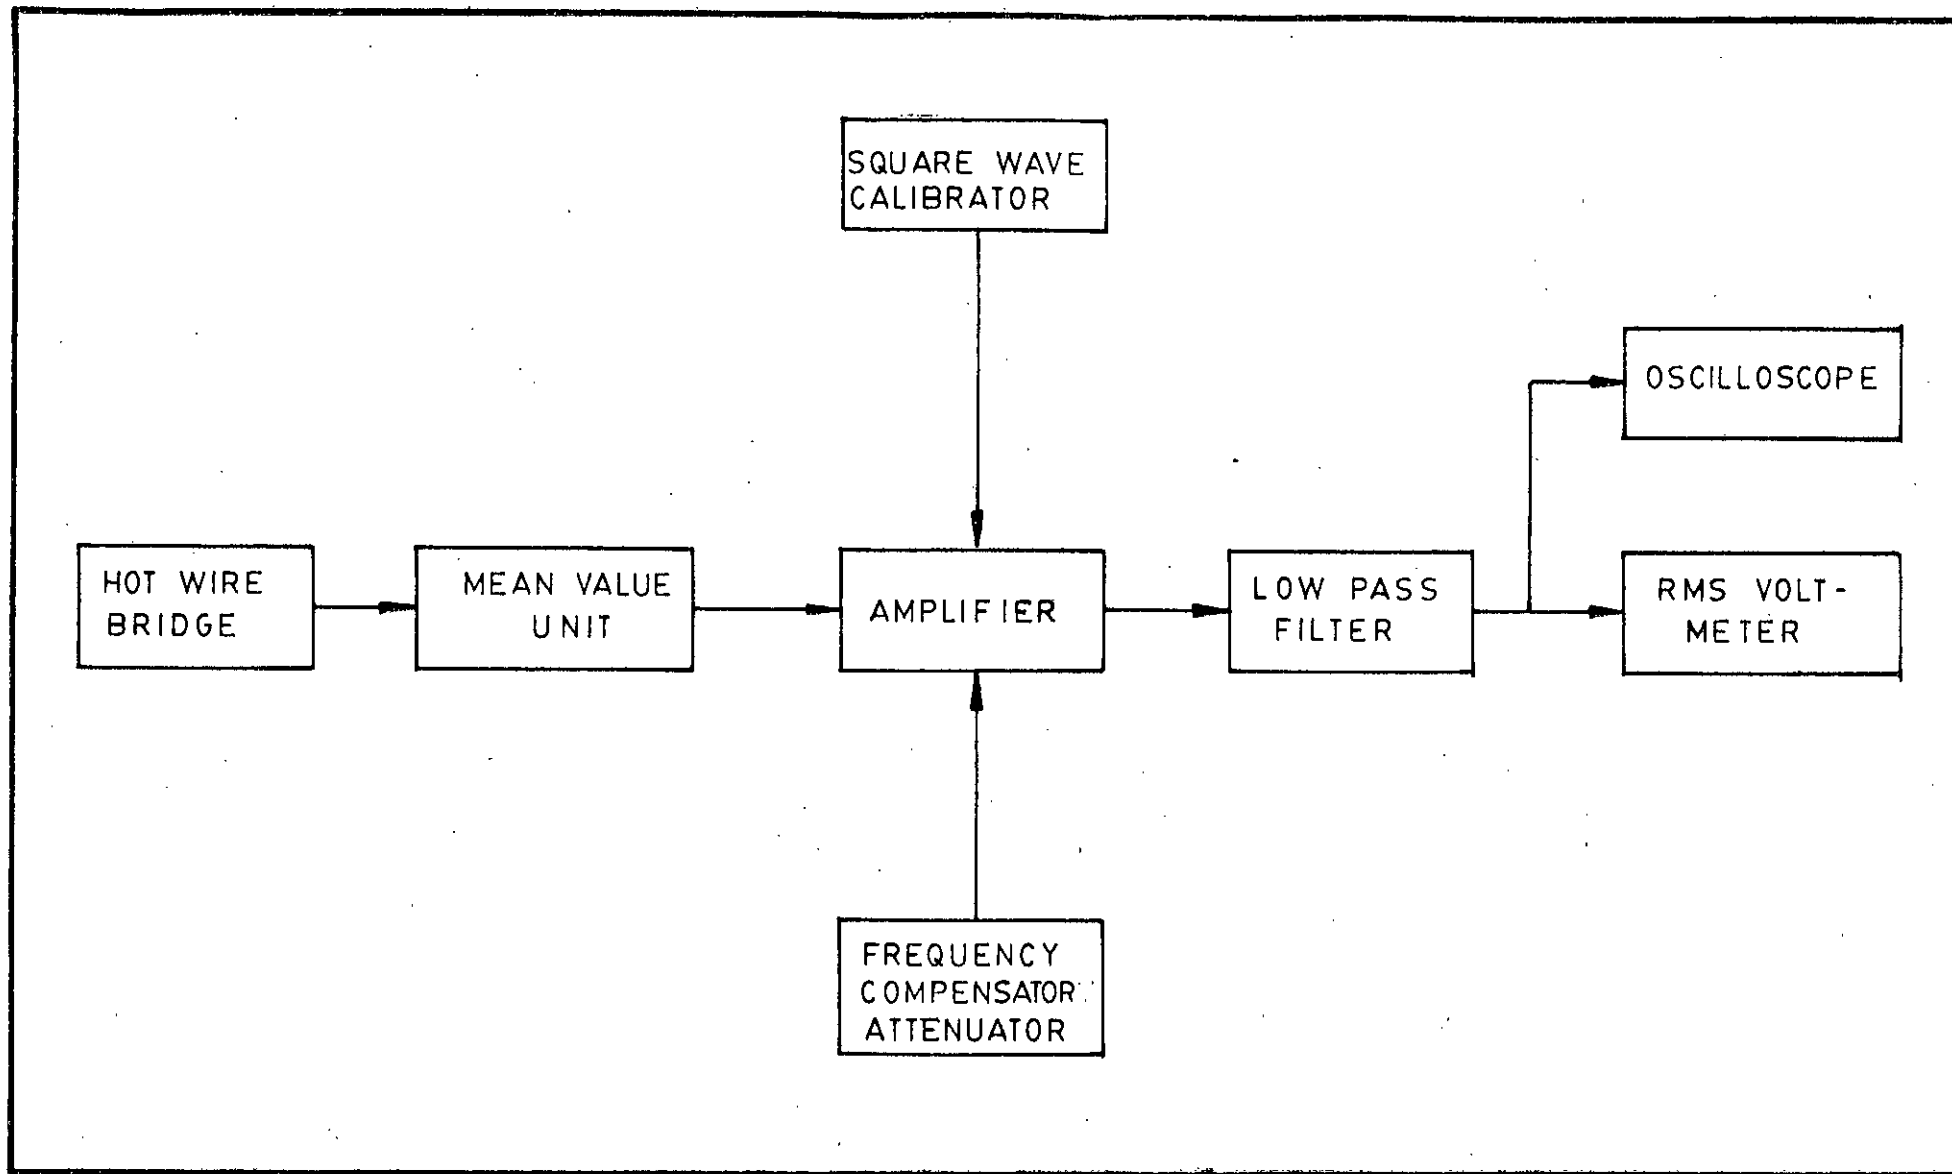 SQUARE WAVE
CALIBRATOR
OSCILLOSCOPE
HOT WIRE
BRIDGE
MEAN VALUE
UNIT
AMPLIFIER
LOW PASS
FILTER
RMS VOLT-
METER
FREQUENCY
COMPENSATOR
ATTENUATOR